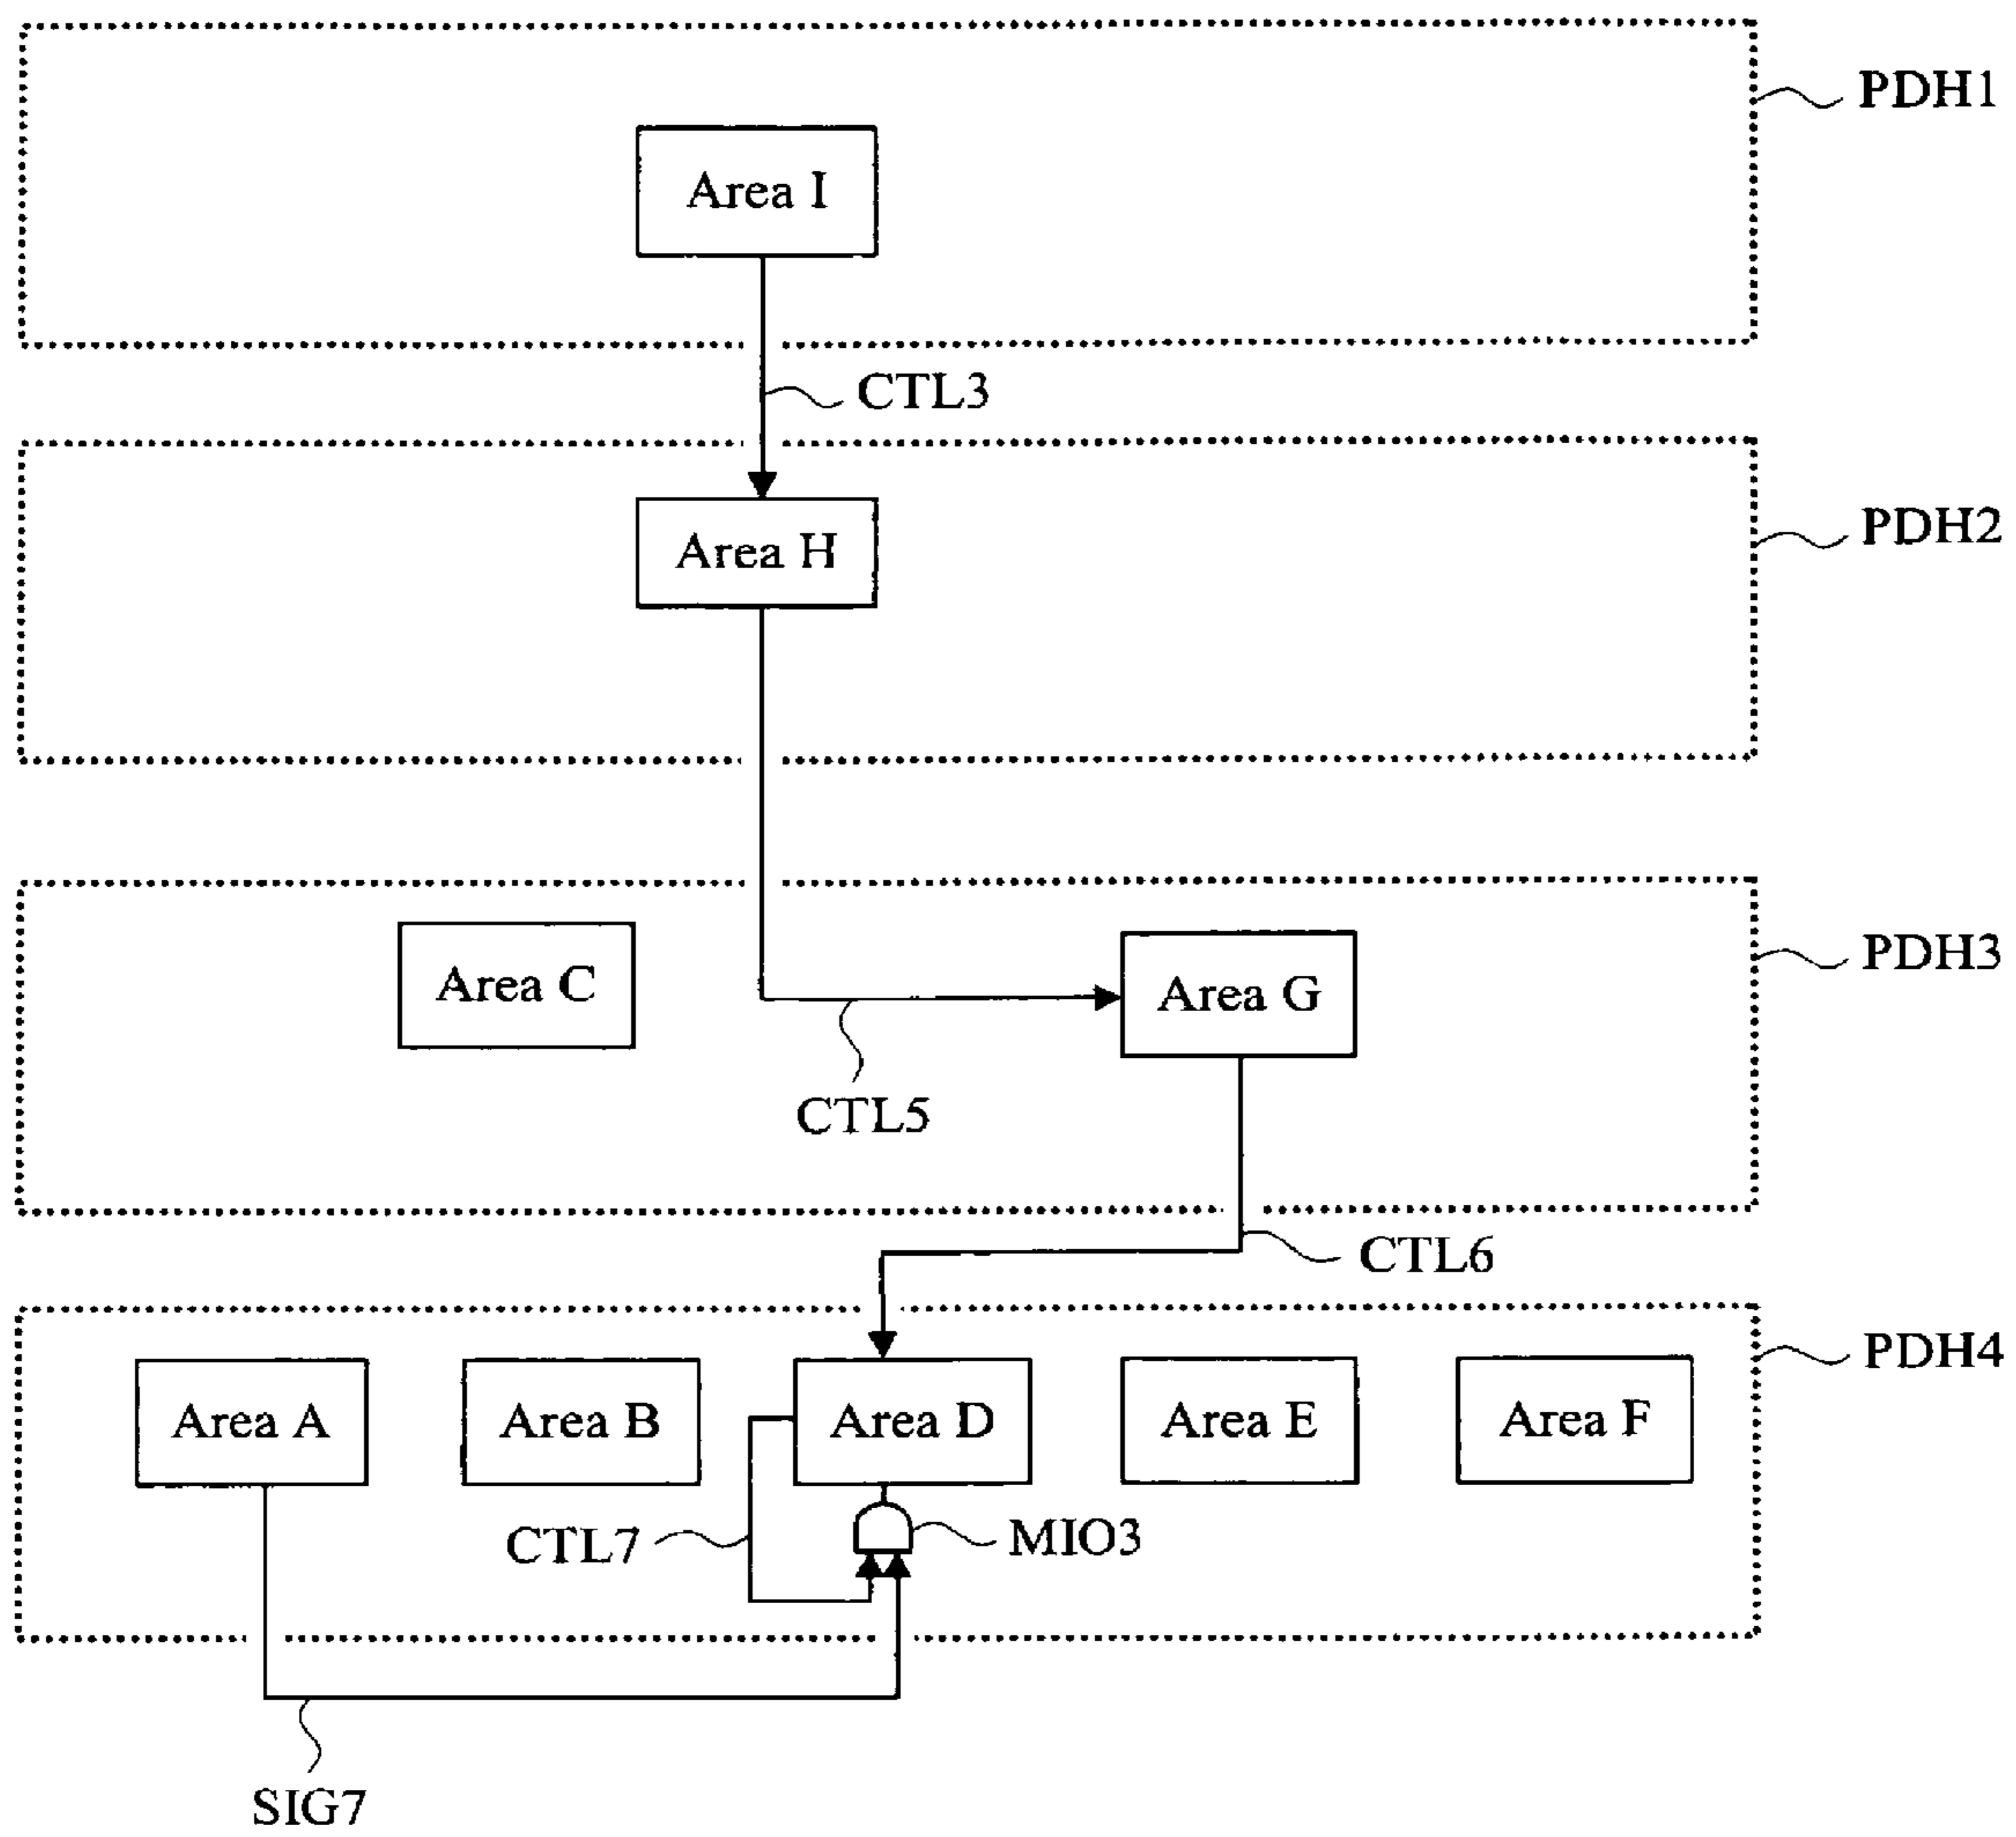 PDH1
Area I
CTL3
PDH2
Area H
PDH3
Area C
Area G
CTL5
CTL6
PDH4
Area A
Area B
Area D
Area E
Area F
CTL7
MIO3
SIG7